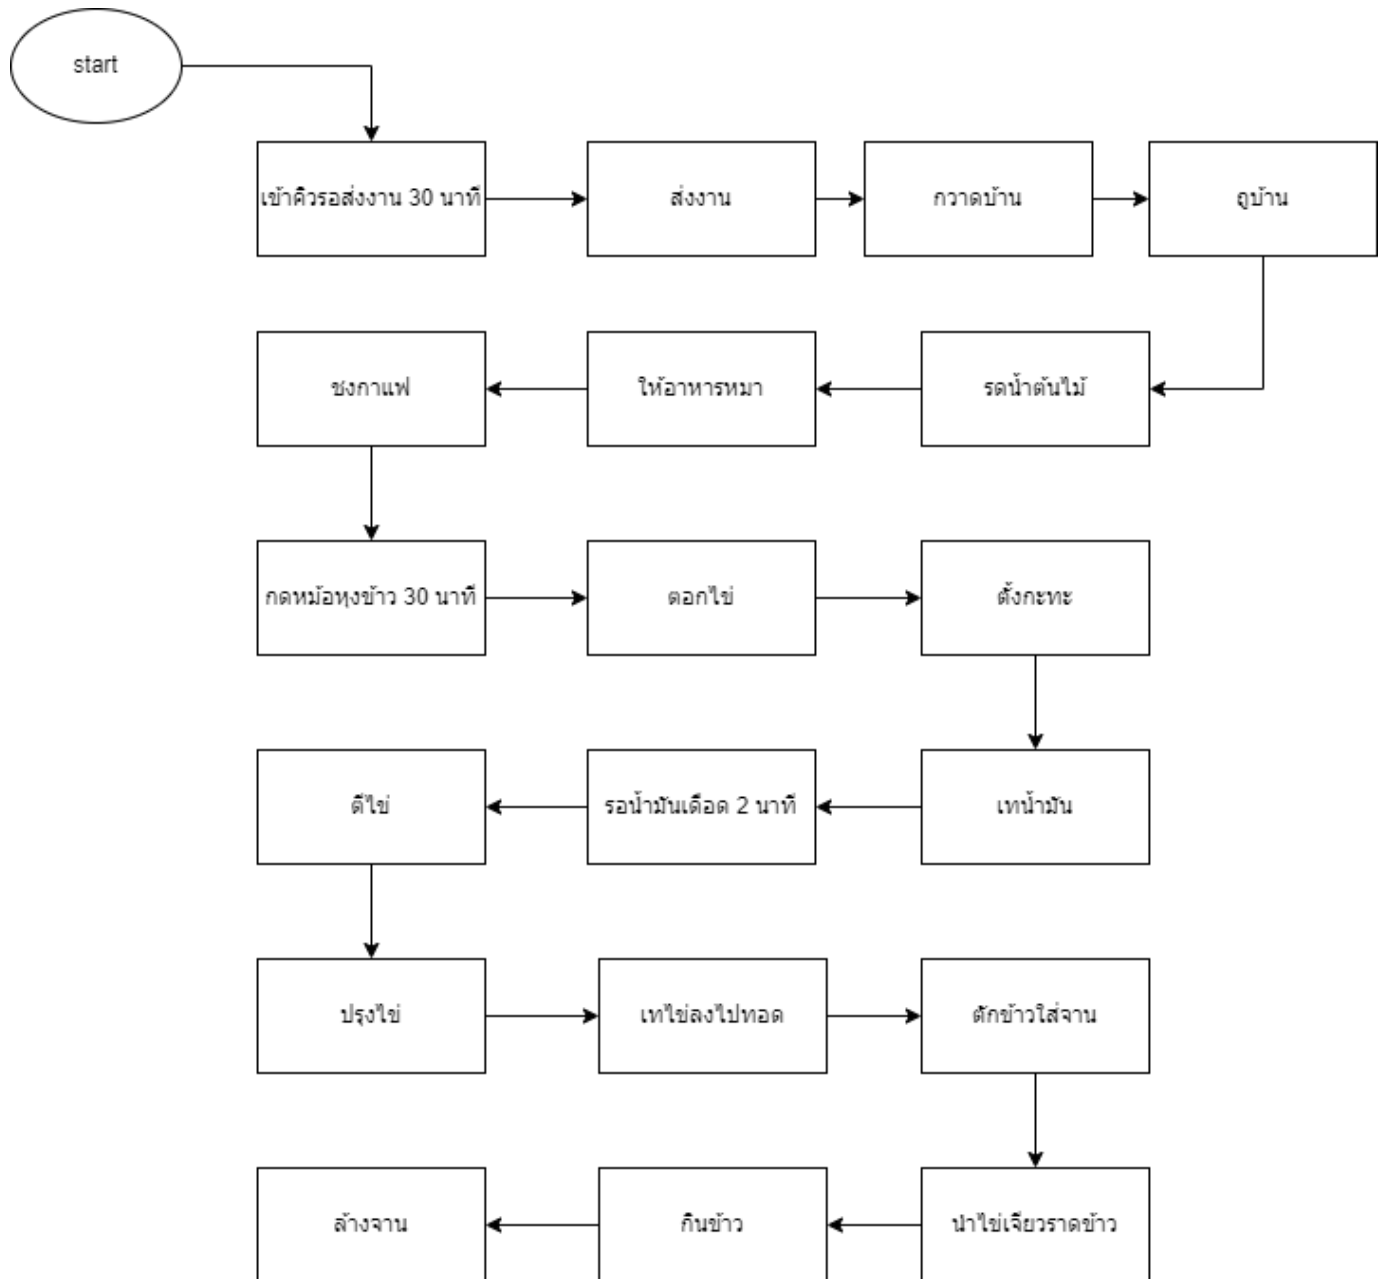 start
เข้าคิวรอส่งงาน 30 นาที
ส่งงาน
กวาดบ้าน
ถูบ้าน
รดน้ำต้นไม้
ให้อาหารหมา
ชงกาแฟ
กดหม้อหุงข้าว 30 นาที
ตอกไข่
ตั้งกะทะ
เทน้ำมัน
รอน้ำมันเดือด 2 นาที
ตีไข่
ปรุงไข่
เทไข่ลงไปทอด
ตักข้าวใส่จาน
นำไข่เจียวราดข้าว
กินข้าว
ล้างจาน